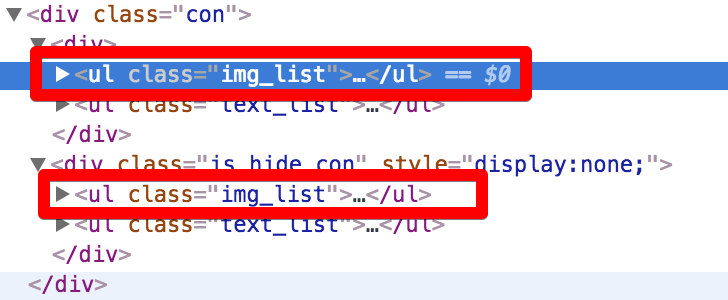 ▼<div class="con">
▼<div>
▶<ul class="img_list">…</ul> == $0
▶<ul class="text_list">…</ul>
</div>
▼<div class="is_hide_con" style="display:none;">
▶<ul class="img_list">…</ul>
▶<ul class="text_list">…</ul>
</div>
</div>